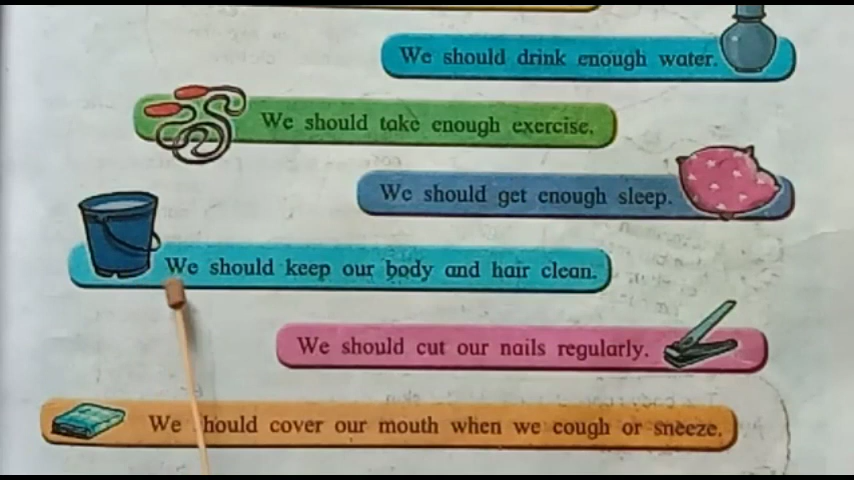 We should drink enough water.
We should take enough exercise.
We should get enough sleep.
We should keep our body and hair clean.
We should cut our nails regularly.
We hould cover our mouth when we cough or sneeze.